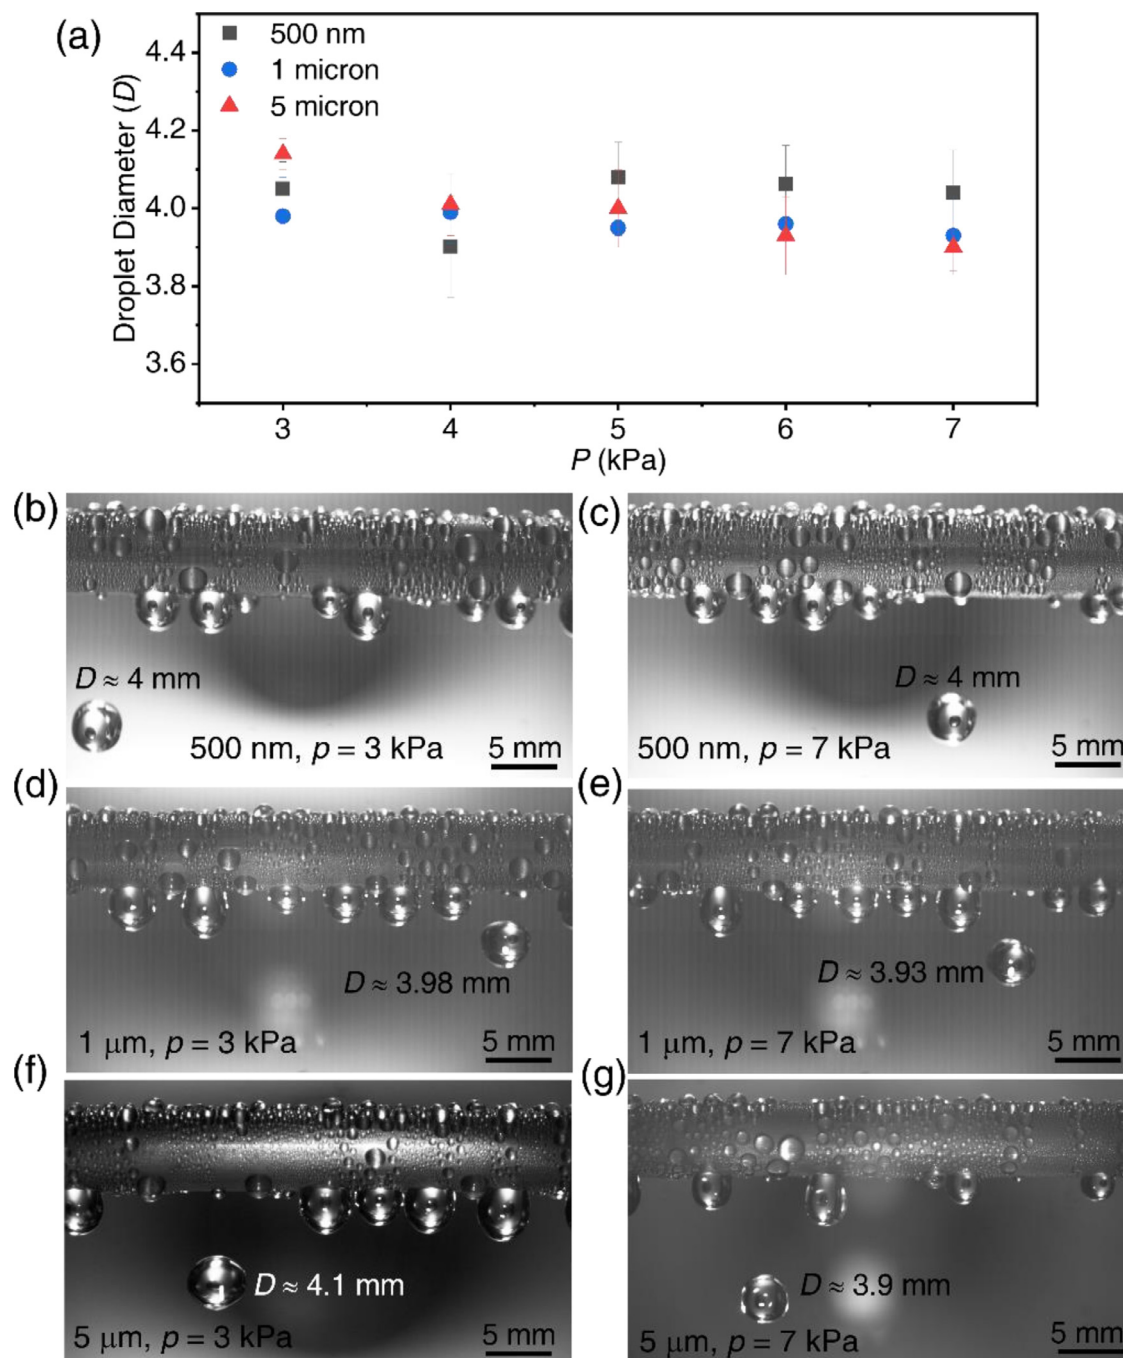 (a)
500 nm
1 micron
5 micron
4.4
4.2
4.0
3.8
3.6
Droplet Diameter (D)
3 4 5 6 7
P (kPa)
(b)
D ≈ 4 mm
500 nm, p = 3 kPa
5 mm
(c)
D ≈ 4 mm
500 nm, p = 7 kPa
5 mm
(d)
D ≈ 3.98 mm
1 μm, p = 3 kPa
5 mm
(e)
D ≈ 3.93 mm
1 μm, p = 7 kPa
5 mm
(f)
D ≈ 4.1 mm
5 μm, p = 3 kPa
5 mm
(g)
D ≈ 3.9 mm
5 μm, p = 7 kPa
5 mm